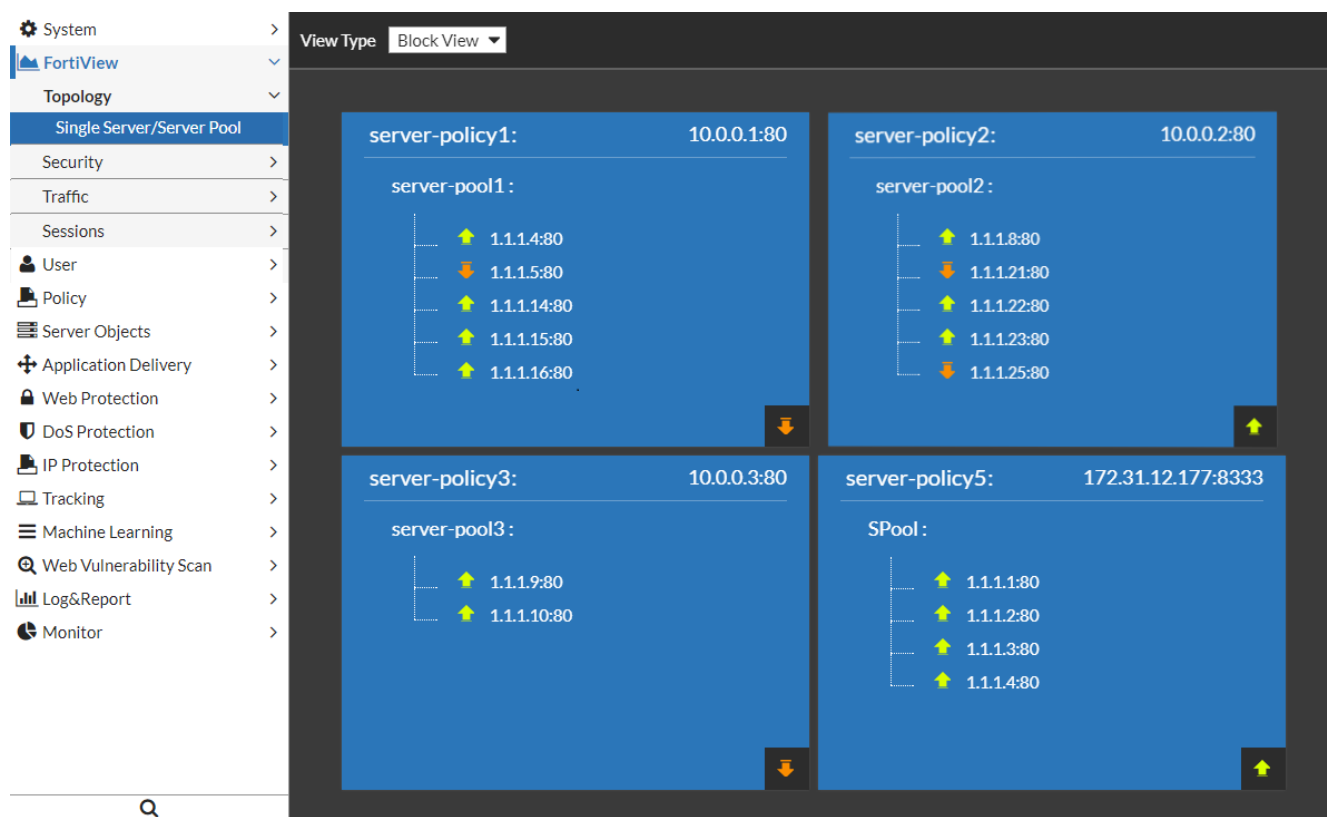 System
FortiView
Topology
Single Server/Server Pool
Security
Traffic
Sessions
User
Policy
Server Objects
Application Delivery
Web Protection
DoS Protection
IP Protection
Tracking
Machine Learning
Web Vulnerability Scan
Log&Report
Monitor
View Type Block View
server-policy1: 10.0.0.1:80
server-pool1 :
1.1.1.4:80
1.1.1.5:80
1.1.1.14:80
1.1.1.15:80
1.1.1.16:80
server-policy2: 10.0.0.2:80
server-pool2 :
1.1.1.8:80
1.1.1.21:80
1.1.1.22:80
1.1.1.23:80
1.1.1.25:80
server-policy3: 10.0.0.3:80
server-pool3 :
1.1.1.9:80
1.1.1.10:80
server-policy5: 172.31.12.177:8333
SPool :
1.1.1.1:80
1.1.1.2:80
1.1.1.3:80
1.1.1.4:80